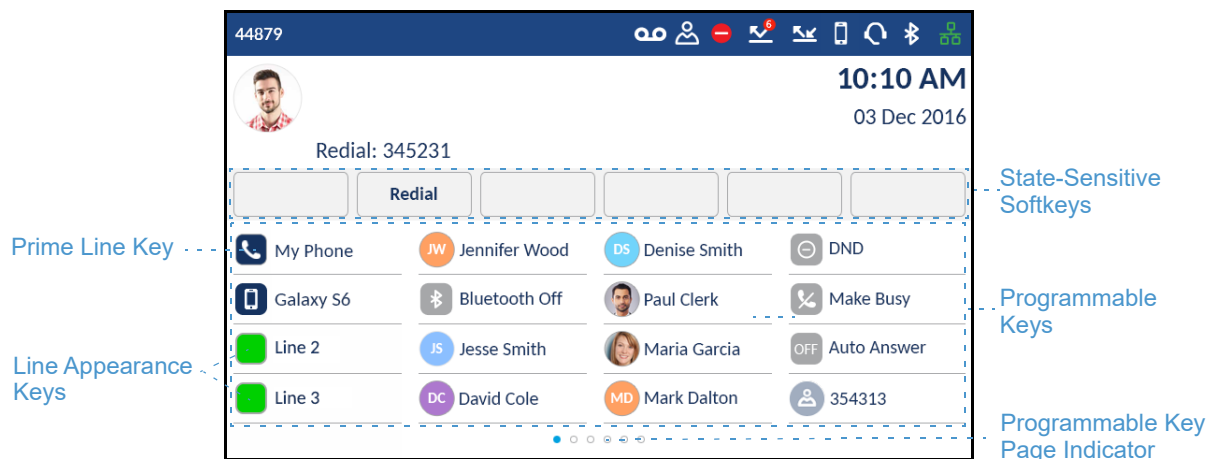 44879
6
10:10 AM
03 Dec 2016
Redial: 345231
State-Sensitive
Softkeys
Redial
Prime Line Key
My Phone
JW Jennifer Wood
DS Denise Smith
DND
Galaxy S6
Bluetooth Off
Paul Clerk
Make Busy
Programmable
Keys
Line Appearance
Keys
Line 2
JS Jesse Smith
Maria Garcia
OFF Auto Answer
Line 3
DC David Cole
MD Mark Dalton
354313
Programmable Key
Page Indicator